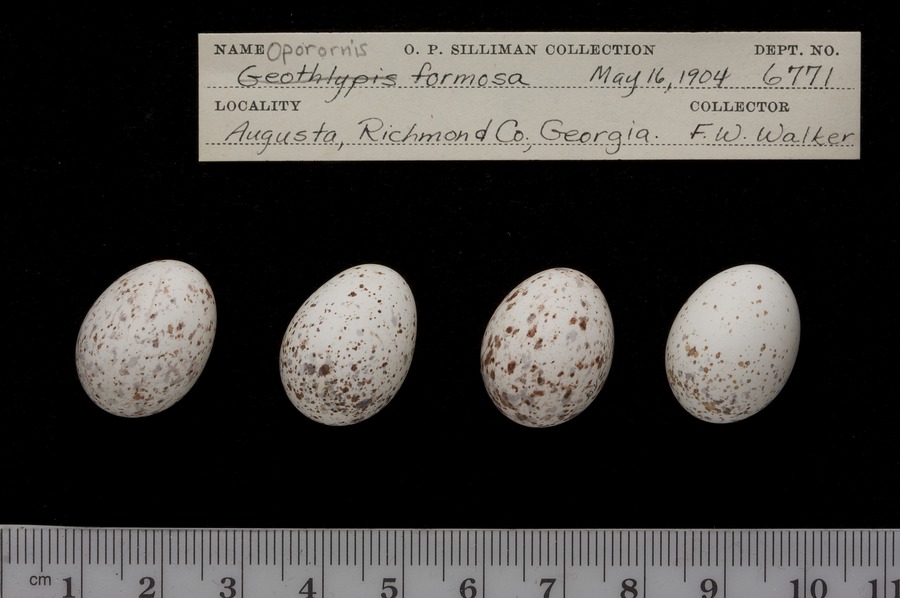 NAME Oporornis O. P. SILLIMAN COLLECTION DEPT. NO.
Geothlypis formosa May 16, 1904 6771
LOCALITY COLLECTOR
Augusta, Richmond Co., Georgia. F. W. Walker
cm 1 2 3 4 5 6 7 8 9 10 11